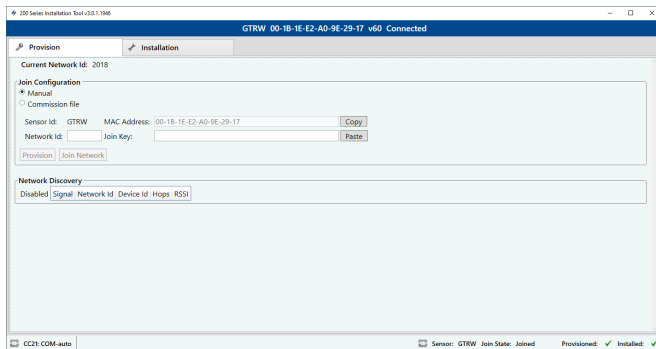 200 Series Installation Tool v3.0.1.1946
GTRW 00-1B-1E-E2-A0-9E-29-17 v60 Connected
Provision Installation
Current Network Id: 2018
Join Configuration
Manual
Commission file
Sensor Id: GTRW MAC Address: 00-1B-1E-E2-A0-9E-29-17 Copy
Network Id: Join Key: Paste
Provision Join Network
Network Discovery
Disabled Signal Network Id Device Id Hops RSSI
CC21: COM-auto Sensor: GTRW Join State: Joined Provisioned: ✓ Installed: ✓